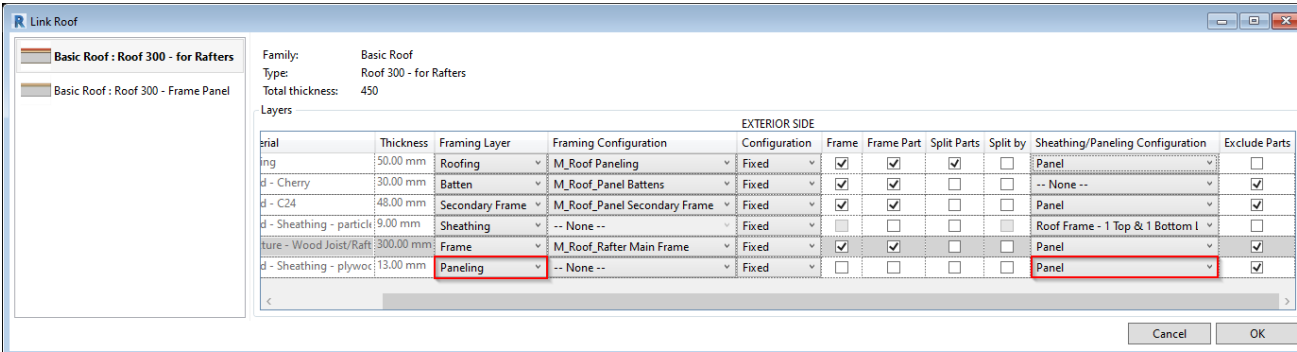 Link Roof
Basic Roof : Roof 300 - for Rafters
Basic Roof : Roof 300 - Frame Panel
Family: Basic Roof
Type: Roof 300 - for Rafters
Total thickness: 450
Layers
EXTERIOR SIDE
erial Thickness Framing Layer Framing Configuration Configuration Frame Frame Part Split Parts Split by Sheathing/Paneling Configuration Exclude Parts
ing 50.00 mm Roofing M_Roof Paneling Fixed Panel
d - Cherry 30.00 mm Batten M_Roof_Panel Battens Fixed -- None --
d - C24 48.00 mm Secondary Frame M_Roof_Panel Secondary Frame Fixed Panel
d - Sheathing - particle 9.00 mm Sheathing -- None -- Fixed Roof Frame - 1 Top & 1 Bottom L
ture - Wood Joist/Raft 300.00 mm Frame M_Roof_Rafter Main Frame Fixed Panel
d - Sheathing - plywoo 13.00 mm Paneling -- None -- Fixed Panel
Cancel OK